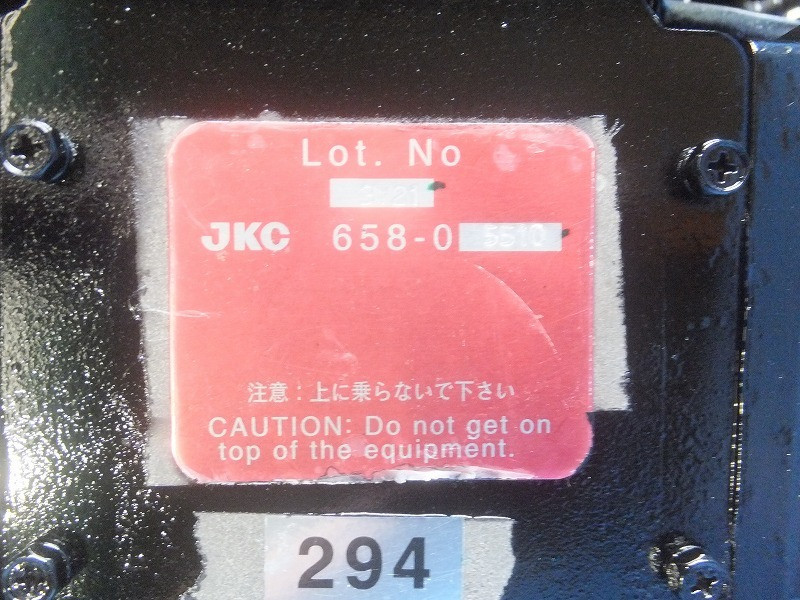 Lot. No
JKC 658-0 5510
注意：上に乗らないで下さい
CAUTION: Do not get on
top of the equipment.
294